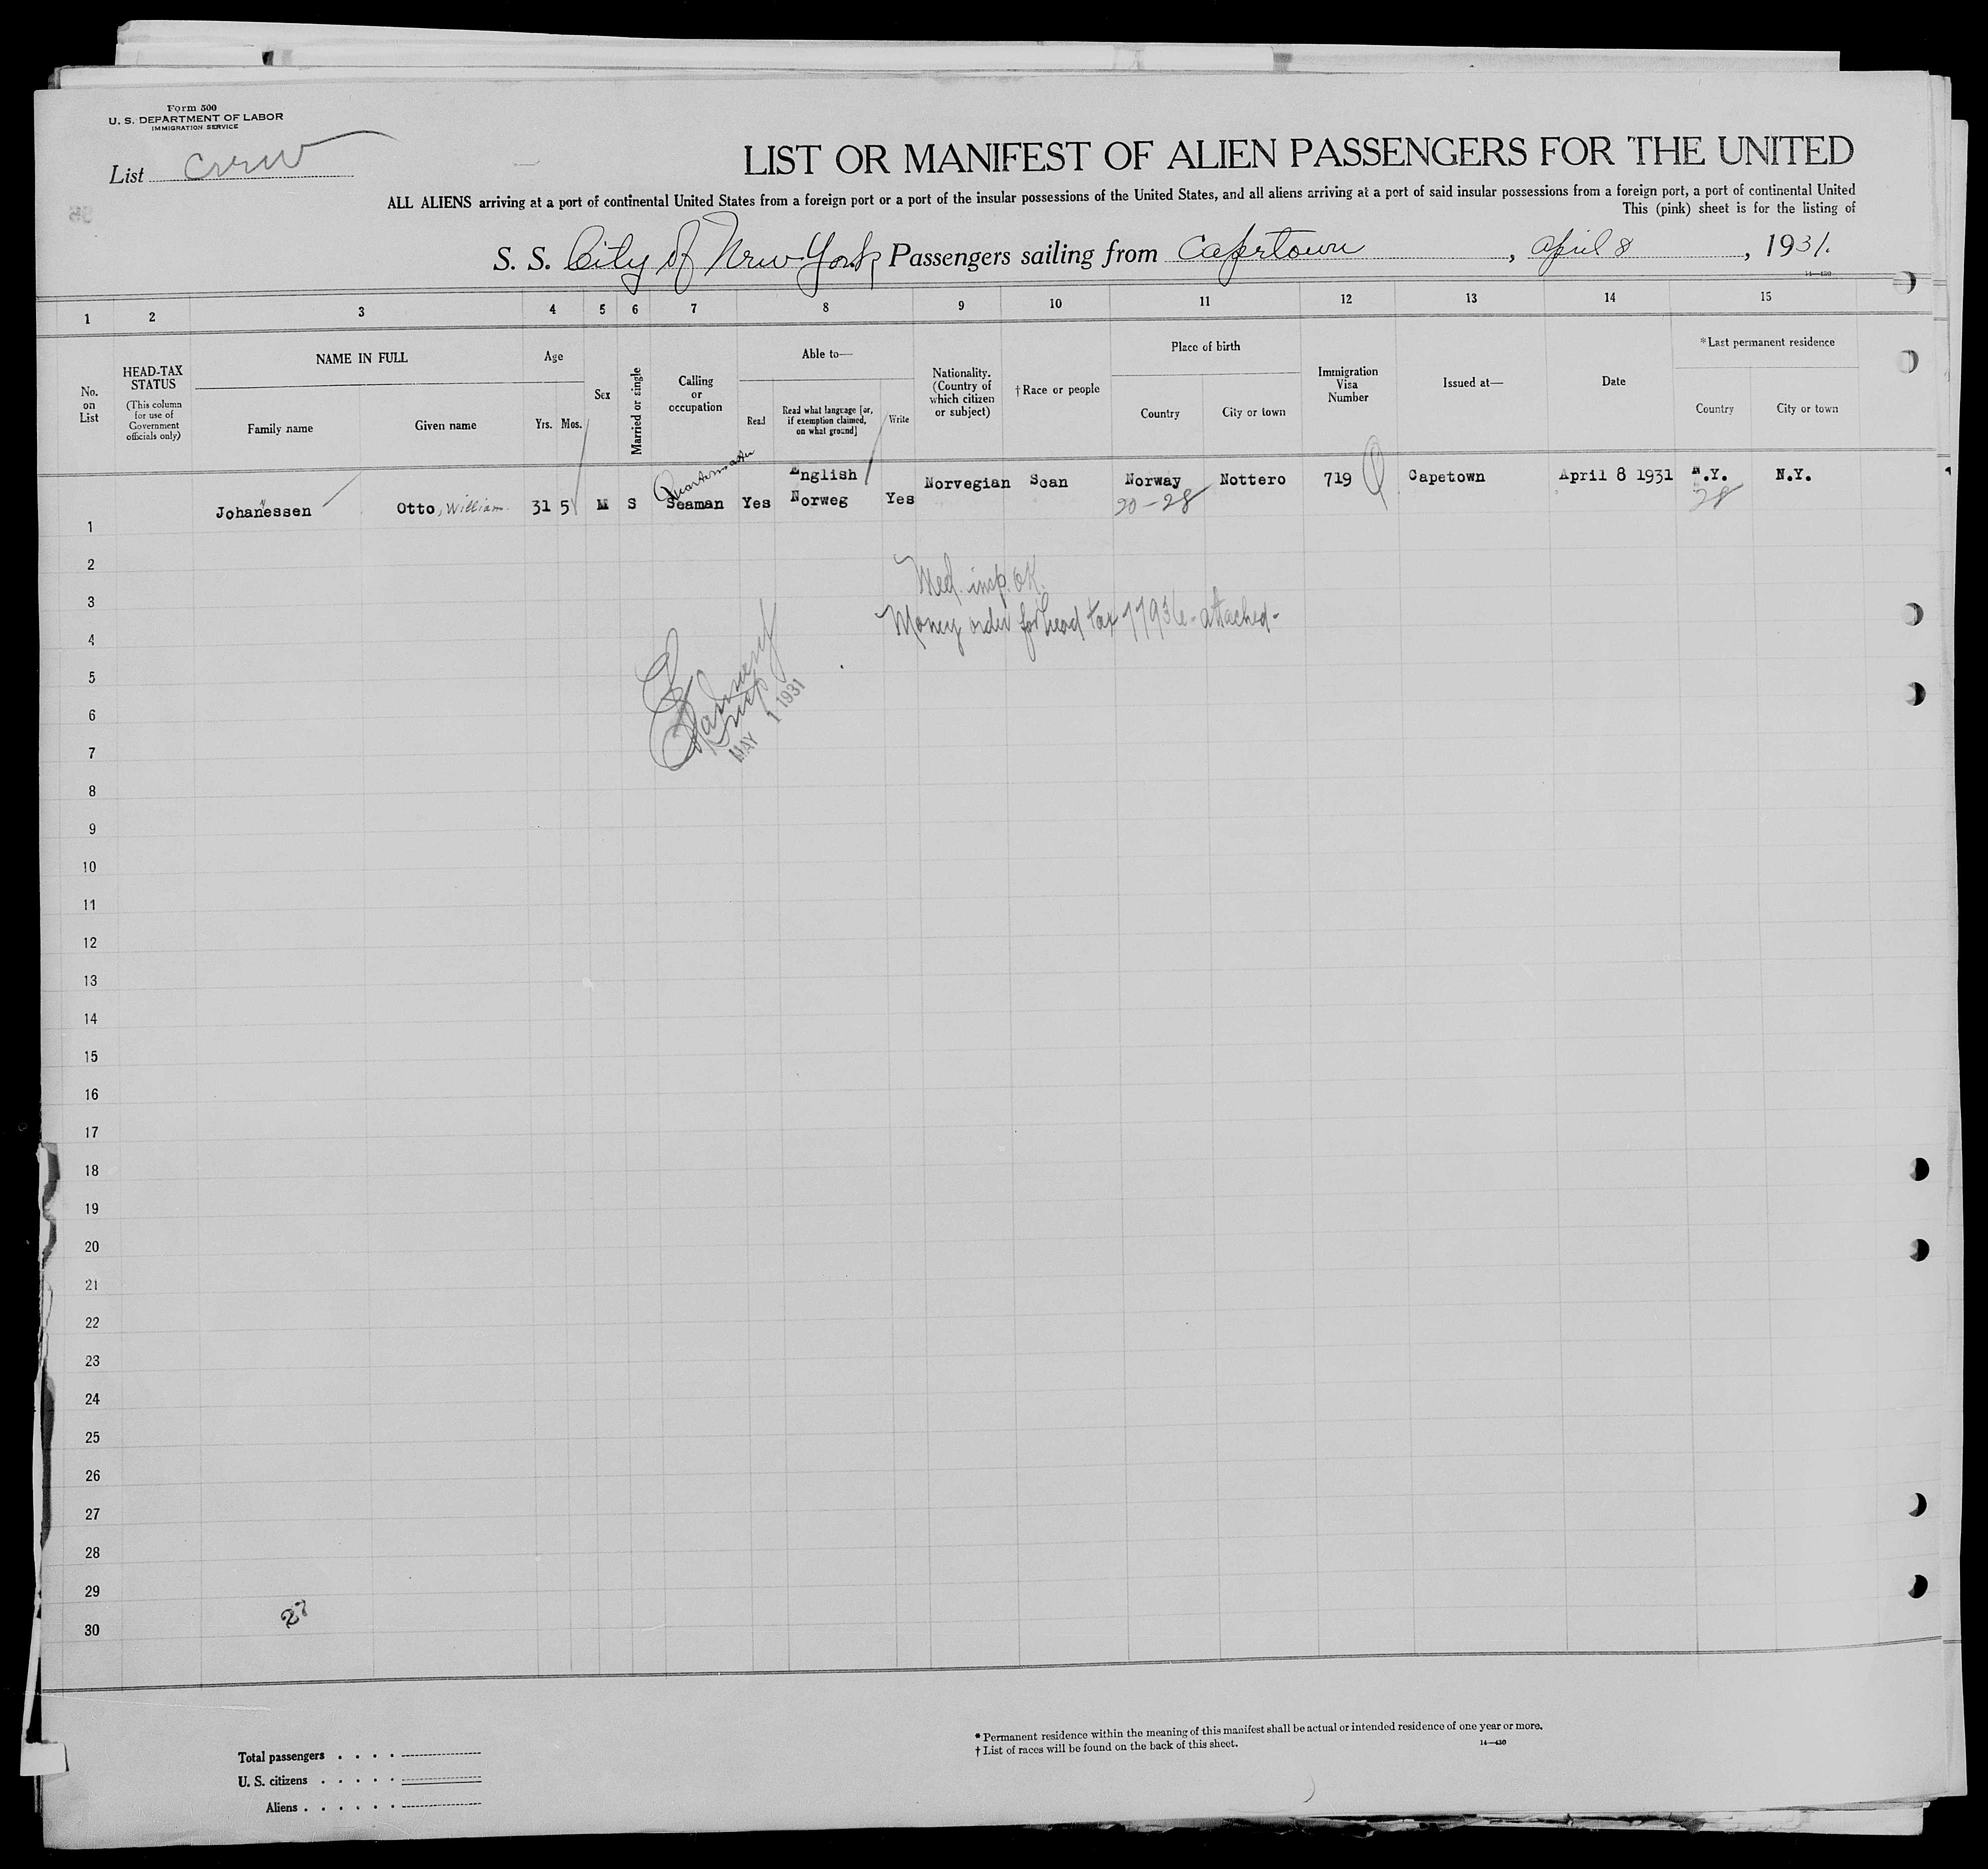 Form 500
U. S. DEPARTMENT OF LABOR
IMMIGRATION SERVICE
List Crew
LIST OR MANIFEST OF ALIEN PASSENGERS FOR THE UNITED
ALL ALIENS arriving at a port of continental United States from a foreign port or a port of the insular possessions of the United States, and all aliens arriving at a port of said insular possessions from a foreign port, a port of continental United
This (pink) sheet is for the listing of
S. S. City of New York Passengers sailing from Capetown, April 8, 1931.
14—430
1 2 3 4 5 6 7 8 9 10 11 12 13 14 15
No. on List
HEAD-TAX STATUS
(This column for use of Government officials only)
NAME IN FULL
Family name
Given name
Age
Yrs.
Mos.
Sex
Married or single
Calling or occupation
Able to—
Read
Read what language [or, if exemption claimed, on what ground]
Write
Nationality. (Country of which citizen or subject)
†Race or people
Place of birth
Country
City or town
Immigration Visa Number
Issued at—
Date
*Last permanent residence
Country
City or town
Quartermaster
English
1 Johanessen Otto, William 31 5 M S Seaman Yes Norweg Yes Norwegian Scan Norway Nottero 719 Capetown April 8 1931 N.Y. N.Y.
20-28
28
Med. insp. OK.
Money order for head tax attached-
Insp
MAY 1 1931
2
3
4
5
6
7
8
9
10
11
12
13
14
15
16
17
18
19
20
21
22
23
24
25
26
27
28
29
30
27
Total passengers
U. S. citizens
Aliens
* Permanent residence within the meaning of this manifest shall be actual or intended residence of one year or more.
† List of races will be found on the back of this sheet.
14—430